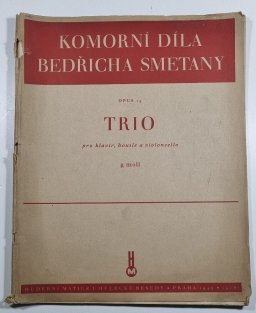 KOMORNÍ DÍLA
BEDŘICHA SMETANY
OPUS 15
TRIO
pro klavír, housle a violoncello
g moll
HM
HUDEBNÍ MATICE UMĚLECKÉ BESEDY PRAHA